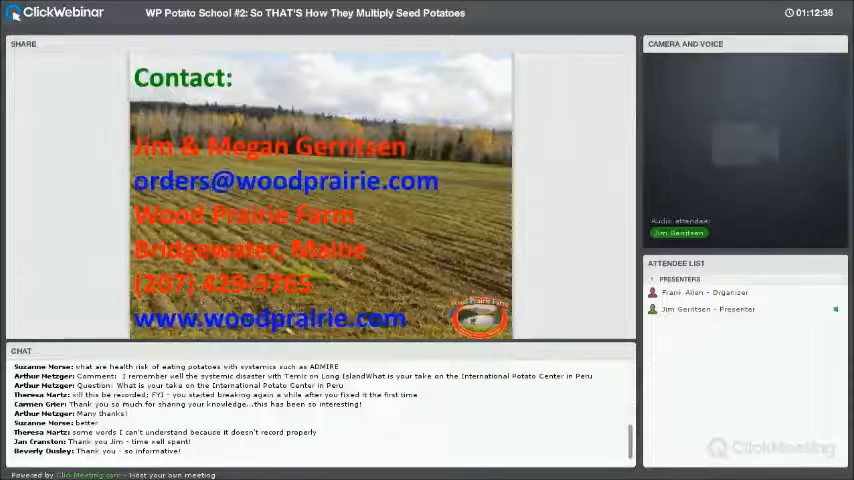 ClickWebinar
WP Potato School #2: So THAT'S How They Multiply Seed Potatoes
01:12:36
SHARE
Contact:
Jim & Megan Gerritsen
orders@woodprairie.com
Wood Prairie Farm
Bridgewater, Maine
(207) 429-9765
www.woodprairie.com
Wood Prairie Farm
CAMERA AND VOICE
Audio attendee:
Jim Gerritsen
ATTENDEE LIST
PRESENTERS
Frank Allen - Organizer
Jim Gerritsen - Presenter
CHAT
Suzanne Morse: what are health risk of eating potatoes with systemics such as ADMIRE
Arthur Metzger: Comment: I remember well the systemic disaster with Temic on Long IslandWhat is your take on the International Potato Center in Peru
Arthur Metzger: Question: What is your take on the International Potato Center in Peru
Theresa Martz: sill this be recorded; FYI - you started breaking again a while after you fixed it the first time
Carmen Grier: Thank you so much for sharing your knowledge...this has been so interesting!
Arthur Metzger: Many thanks!
Suzanne Morse: better
Theresa Martz: some words I can't understand because it doesn't record properly
Jan Cranston: Thank you Jim - time well spent!
Beverly Ousley: Thank you - so informative!
ClickMeeting
Powered by ClickMeeting.com - Host your own meeting